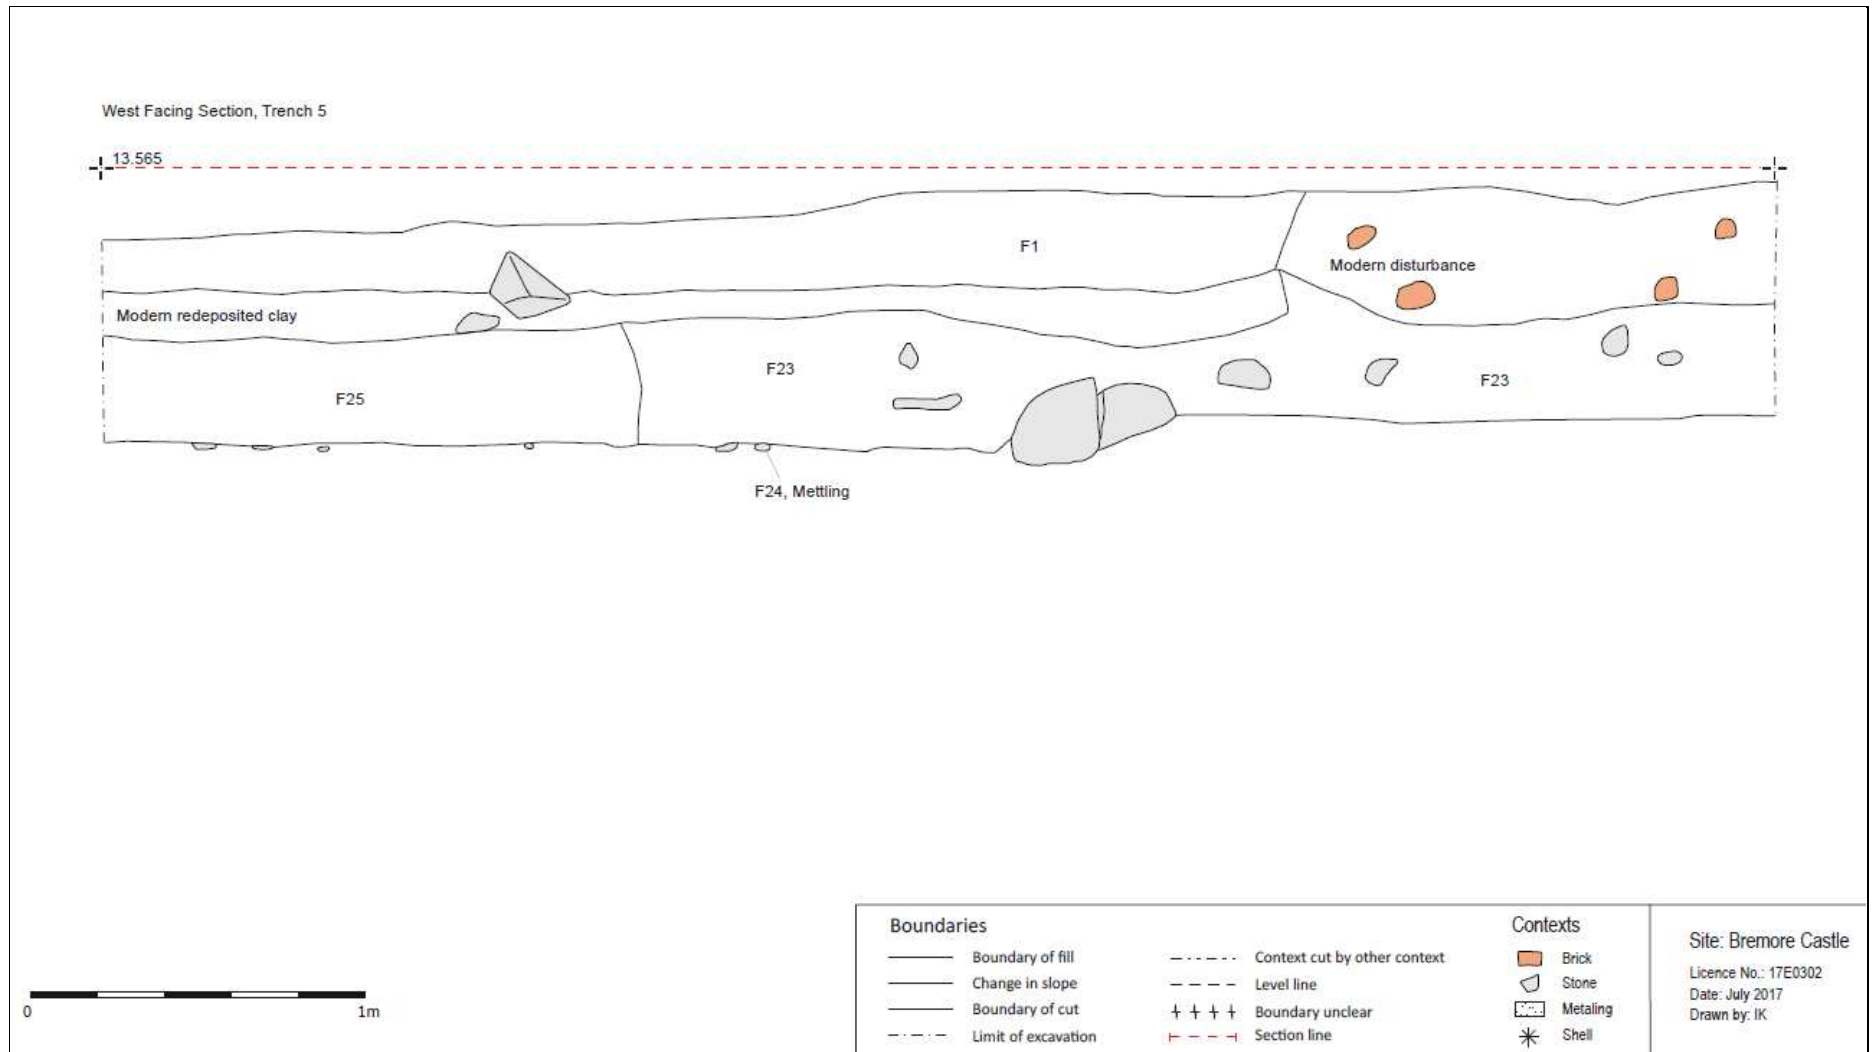 West Facing Section, Trench 5
13.565
F1
Modern disturbance
Modern redeposited clay
F23
F23
F25
F24, Mettling
0
1m
Boundaries
Boundary of fill
Change in slope
Boundary of cut
Limit of excavation
Context cut by other context
Level line
Boundary unclear
Section line
Contexts
Brick
Stone
Metaling
Shell
Site: Bremore Castle
Licence No.: 17E0302
Date: July 2017
Drawn by: IK